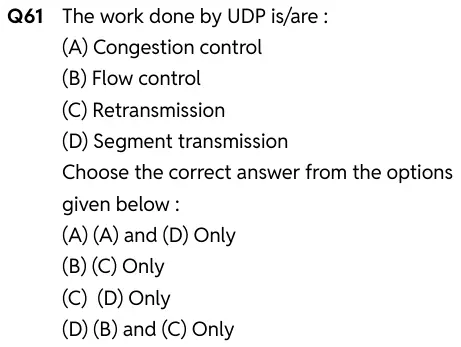 Q61 The work done by UDP is/are :
(A) Congestion control
(B) Flow control
(C) Retransmission
(D) Segment transmission
Choose the correct answer from the options
given below :
(A) (A) and (D) Only
(B) (C) Only
(C) (D) Only
(D) (B) and (C) Only